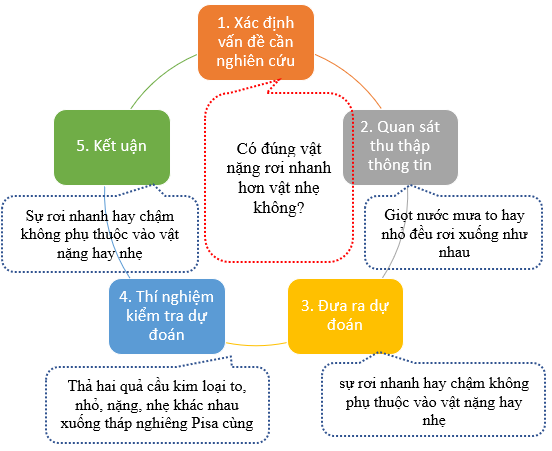 1. Xác định
vấn đề cần
nghiên cứu
Có đúng vật
nặng rơi nhanh
hơn vật nhẹ
không?
2. Quan sát
thu thập
thông tin
Giọt nước mưa to hay
nhỏ đều rơi xuống như
nhau
3. Đưa ra dự
đoán
sự rơi nhanh hay chậm không
phụ thuộc vào vật nặng hay
nhẹ
4. Thí nghiệm
kiểm tra dự
đoán
Thả hai quả cầu kim loại to,
nhỏ, nặng, nhẹ khác nhau
xuống tháp nghiêng Pisa cùng
5. Kết uận
Sự rơi nhanh hay chậm
không phụ thuộc vào vật
nặng hay nhẹ